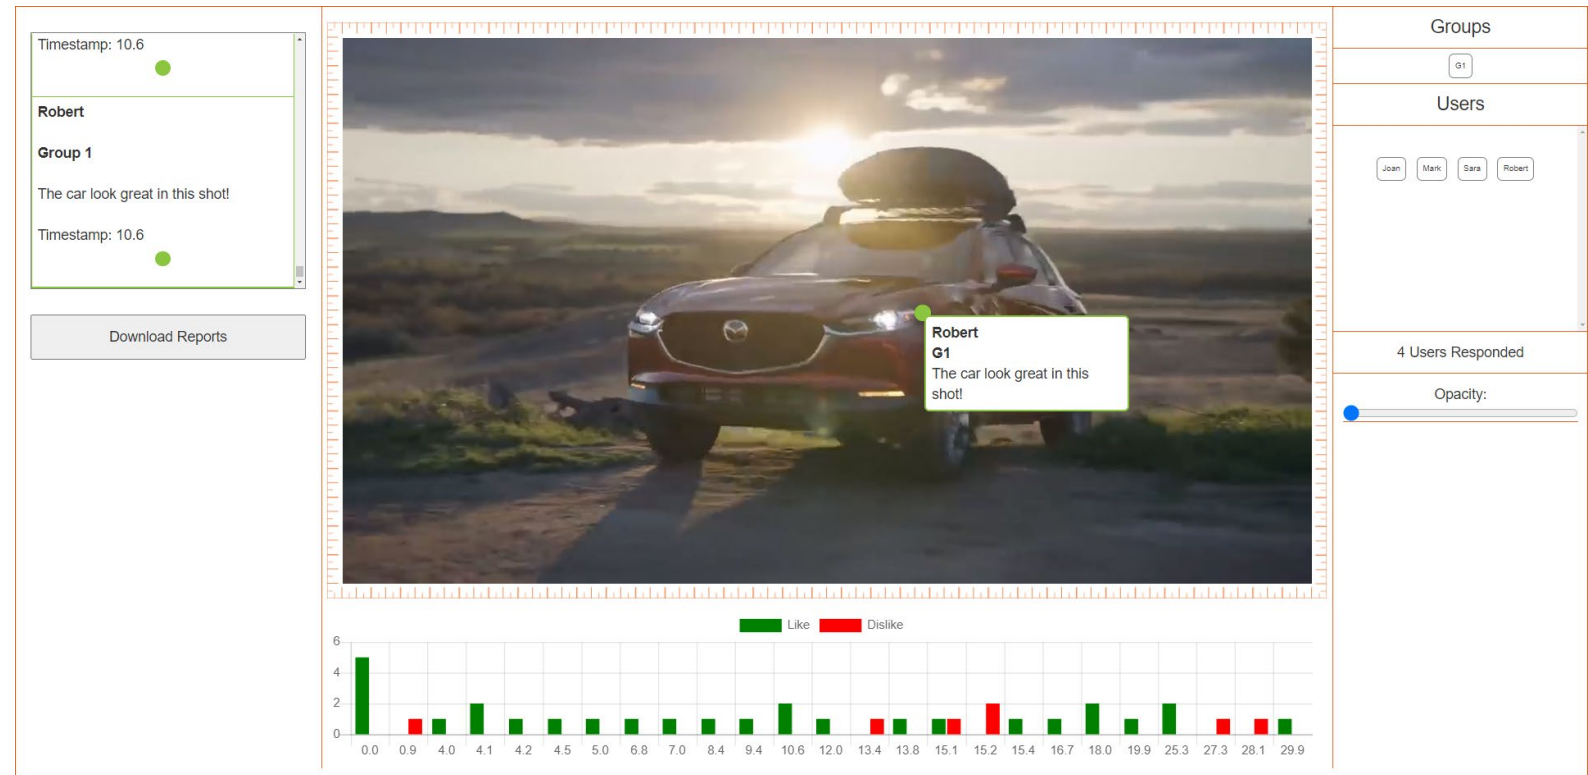 Timestamp: 10.6
Robert
Group 1
The car look great in this shot!
Timestamp: 10.6
Download Reports
Robert
G1
The car look great in this
shot!
Like Dislike
6
4
2
0
0.0 0.9 4.0 4.1 4.2 4.5 5.0 6.8 7.0 8.4 9.4 10.6 12.0 13.4 13.8 15.1 15.2 15.4 16.7 18.0 19.9 25.3 27.3 28.1 29.9
Groups
G1
Users
Joan Mark Sara Robert
4 Users Responded
Opacity: